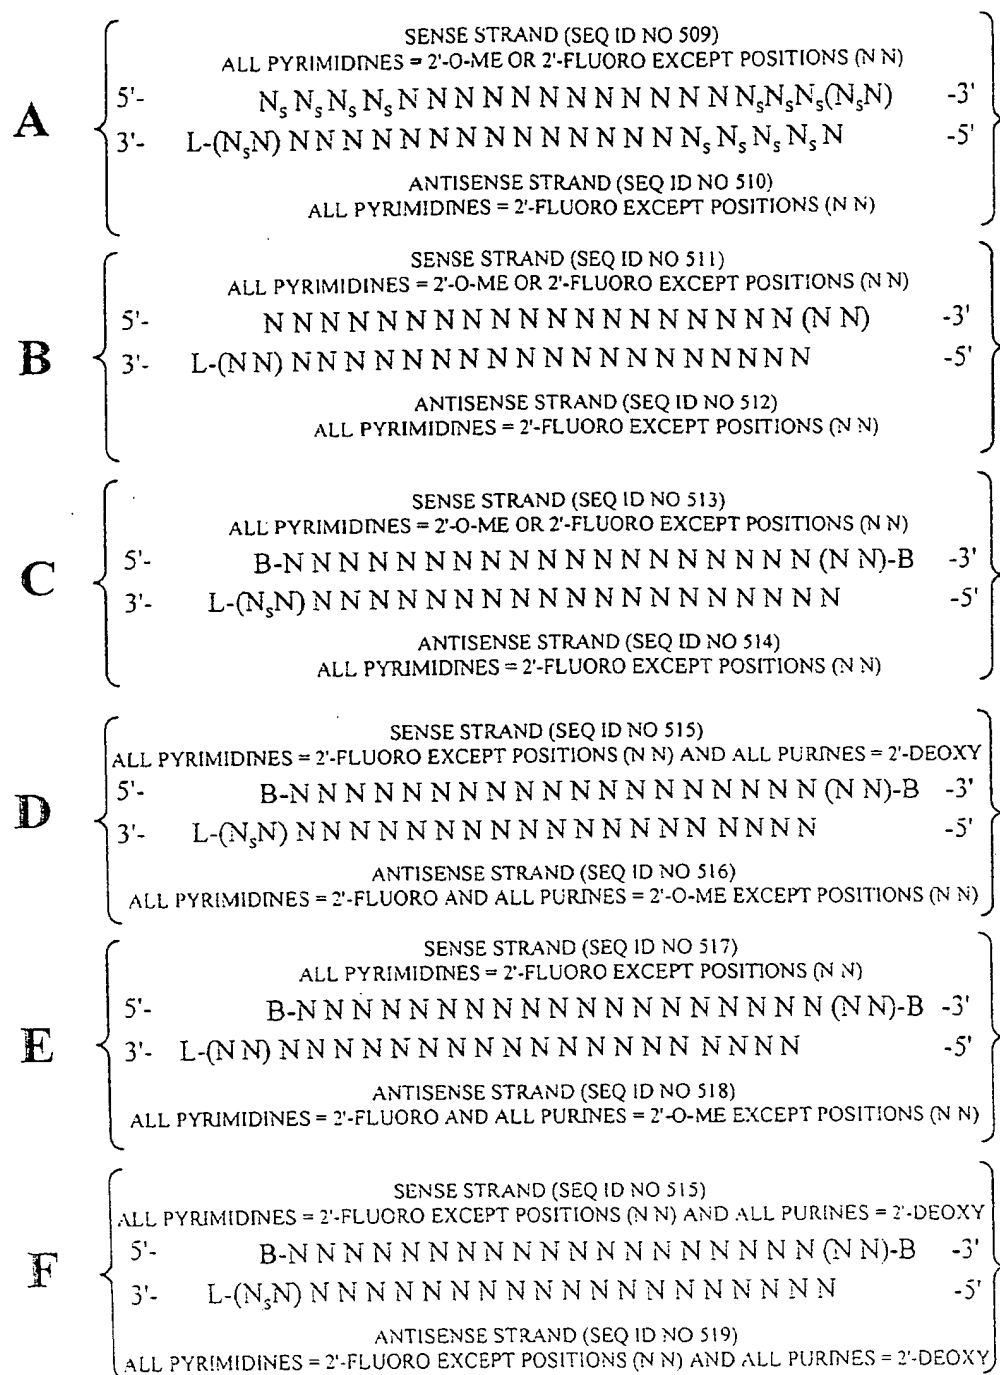 SENSE STRAND (SEQ ID NO 509)
ALL PYRIMIDINES = 2'-O-ME OR 2'-FLUORO EXCEPT POSITIONS (N N)
A
5'- NₛNₛNₛNₛN N N N N N N N N N N N NₛNₛNₛ(NₛN) -3'
3'- L-(NₛN) N N N N N N N N N N N N N N Nₛ Nₛ Nₛ Nₛ N -5'
ANTISENSE STRAND (SEQ ID NO 510)
ALL PYRIMIDINES = 2'-FLUORO EXCEPT POSITIONS (N N)
SENSE STRAND (SEQ ID NO 511)
ALL PYRIMIDINES = 2'-O-ME OR 2'-FLUORO EXCEPT POSITIONS (N N)
B
5'- N N N N N N N N N N N N N N N N N N N (N N) -3'
3'- L-(N N) N N N N N N N N N N N N N N N N N N N -5'
ANTISENSE STRAND (SEQ ID NO 512)
ALL PYRIMIDINES = 2'-FLUORO EXCEPT POSITIONS (N N)
SENSE STRAND (SEQ ID NO 513)
ALL PYRIMIDINES = 2'-O-ME OR 2'-FLUORO EXCEPT POSITIONS (N N)
C
5'- B-N N N N N N N N N N N N N N N N N N N (N N)-B -3'
3'- L-(NₛN) N N N N N N N N N N N N N N N N N N N -5'
ANTISENSE STRAND (SEQ ID NO 514)
ALL PYRIMIDINES = 2'-FLUORO EXCEPT POSITIONS (N N)
SENSE STRAND (SEQ ID NO 515)
ALL PYRIMIDINES = 2'-FLUORO EXCEPT POSITIONS (N N) AND ALL PURINES = 2'-DEOXY
D
5'- B-N N N N N N N N N N N N N N N N N N N (N N)-B -3'
3'- L-(NₛN) N N N N N N N N N N N N N N N N N N N -5'
ANTISENSE STRAND (SEQ ID NO 516)
ALL PYRIMIDINES = 2'-FLUORO AND ALL PURINES = 2'-O-ME EXCEPT POSITIONS (N N)
SENSE STRAND (SEQ ID NO 517)
ALL PYRIMIDINES = 2'-FLUORO EXCEPT POSITIONS (N N)
E
5'- B-N N N N N N N N N N N N N N N N N N N (N N)-B -3'
3'- L-(N N) N N N N N N N N N N N N N N N N N N N -5'
ANTISENSE STRAND (SEQ ID NO 518)
ALL PYRIMIDINES = 2'-FLUORO AND ALL PURINES = 2'-O-ME EXCEPT POSITIONS (N N)
SENSE STRAND (SEQ ID NO 515)
ALL PYRIMIDINES = 2'-FLUORO EXCEPT POSITIONS (N N) AND ALL PURINES = 2'-DEOXY
F
5'- B-N N N N N N N N N N N N N N N N N N N (N N)-B -3'
3'- L-(NₛN) N N N N N N N N N N N N N N N N N N N -5'
ANTISENSE STRAND (SEQ ID NO 519)
ALL PYRIMIDINES = 2'-FLUORO EXCEPT POSITIONS (N N) AND ALL PURINES = 2'-DEOXY